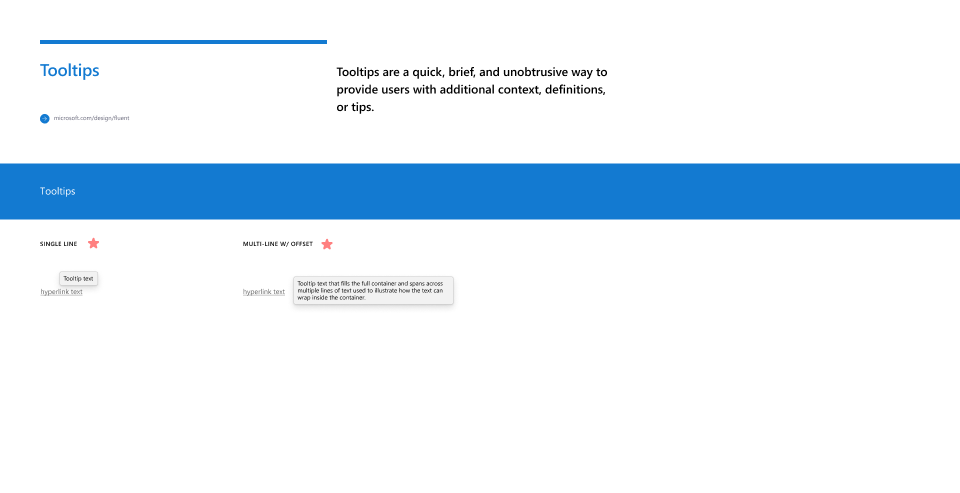 Tooltips
Tooltips are a quick, brief, and unobtrusive way to
provide users with additional context, definitions,
or tips.
microsoft.com/design/fluent
Tooltips
SINGLE LINE
MULTI-LINE W/ OFFSET
Tooltip text
hyperlink text
hyperlink text
Tooltip text that fills the full container and spans across
multiple lines of text used to illustrate how the text can
wrap inside the container.